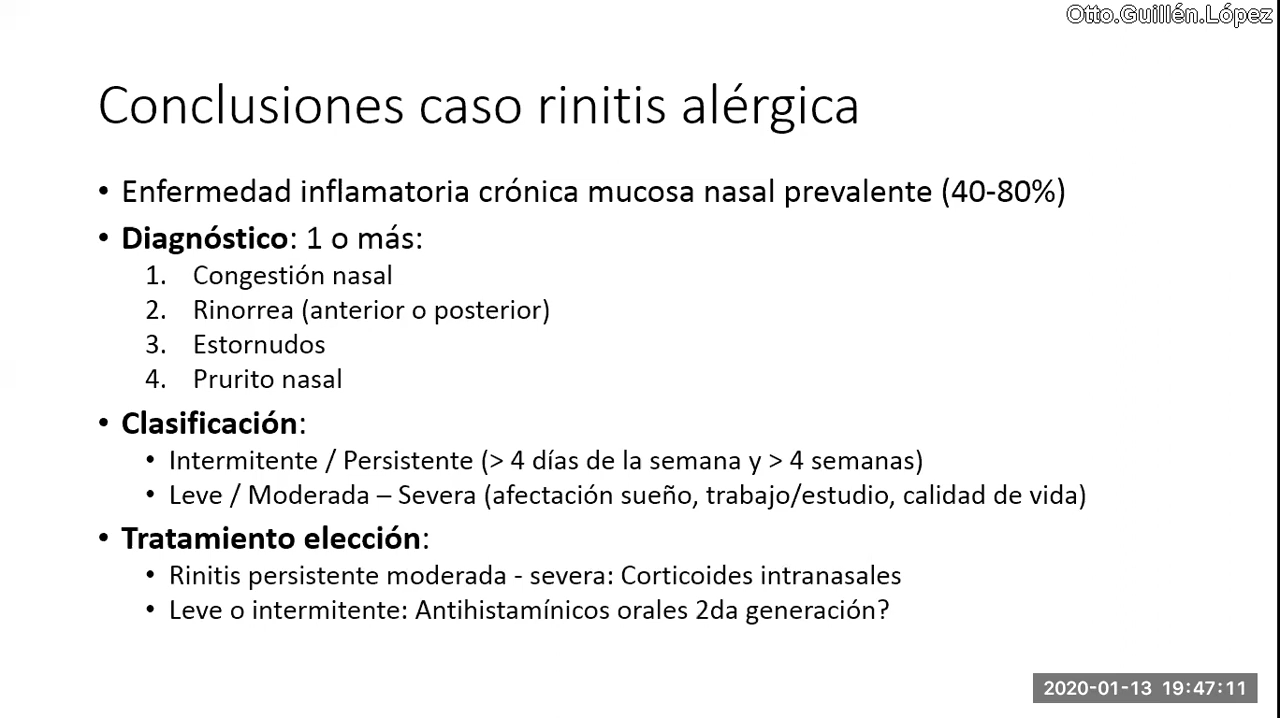 Otto.Guillén.López
Conclusiones caso rinitis alérgica
• Enfermedad inflamatoria crónica mucosa nasal prevalente (40-80%)
• Diagnóstico: 1 o más:
1. Congestión nasal
2. Rinorrea (anterior o posterior)
3. Estornudos
4. Prurito nasal
• Clasificación:
• Intermitente / Persistente (> 4 días de la semana y > 4 semanas)
• Leve / Moderada – Severa (afectación sueño, trabajo/estudio, calidad de vida)
• Tratamiento elección:
• Rinitis persistente moderada - severa: Corticoides intranasales
• Leve o intermitente: Antihistamínicos orales 2da generación?
2020-01-13 19:47:11